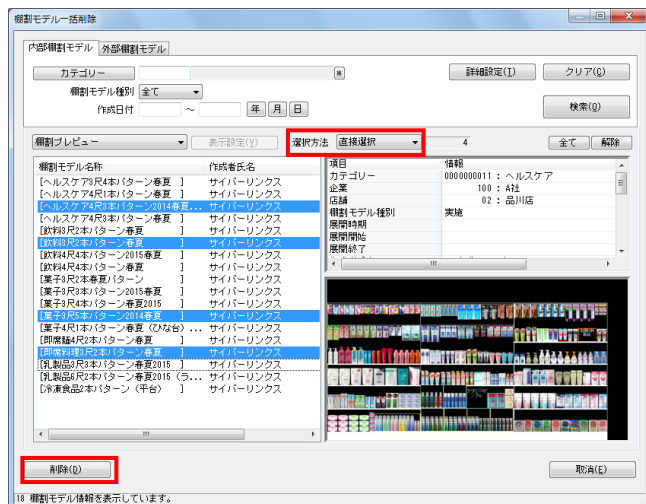 棚割モデル一括削除
内部棚割モデル 外部棚割モデル
カテゴリー * 詳細設定(I) クリア(C)
棚割モデル種別 全て
作成日付 ～ 年 月 日 検索(Q)
棚割プレビュー 表示設定(V) 選択方法 直接選択 4 全て 解除
棚割モデル名称 作成者氏名
[ヘルスケア3尺4本パターン春夏 ] サイバーリンクス
[ヘルスケア4尺1本パターン春夏 ] サイバーリンクス
[ヘルスケア4尺3本パターン2014春夏... サイバーリンクス
[ヘルスケア4尺3本パターン春夏 ] サイバーリンクス
[飲料3尺2本パターン春夏 ] サイバーリンクス
[飲料3尺2本パターン春夏 ] サイバーリンクス
[飲料4尺4本パターン2015春夏 ] サイバーリンクス
[飲料4尺4本パターン春夏 ] サイバーリンクス
[菓子3尺2本春夏パターン ] サイバーリンクス
[菓子3尺3本パターン2015春夏 ] サイバーリンクス
[菓子3尺4本パターン春夏2015 ] サイバーリンクス
[菓子3尺5本パターン2014春夏 ] サイバーリンクス
[菓子4尺1本パターン春夏（ひな台）... サイバーリンクス
[即席麺4尺2本パターン春夏 ] サイバーリンクス
[即席料理3尺2本パターン春夏 ] サイバーリンクス
[乳製品3尺3本パターン春夏2015 ] サイバーリンクス
[乳製品6尺2本パターン春夏2015（ラ... サイバーリンクス
[冷凍食品2本パターン（平台） ] サイバーリンクス
項目 情報
カテゴリー 0000000011 : ヘルスケア
企業 100 : A社
店舗 02 : 品川店
棚割モデル種別 実施
展開時期
展開開始
展開終了
削除(D) 取消(E)
18 棚割モデル情報を表示しています。